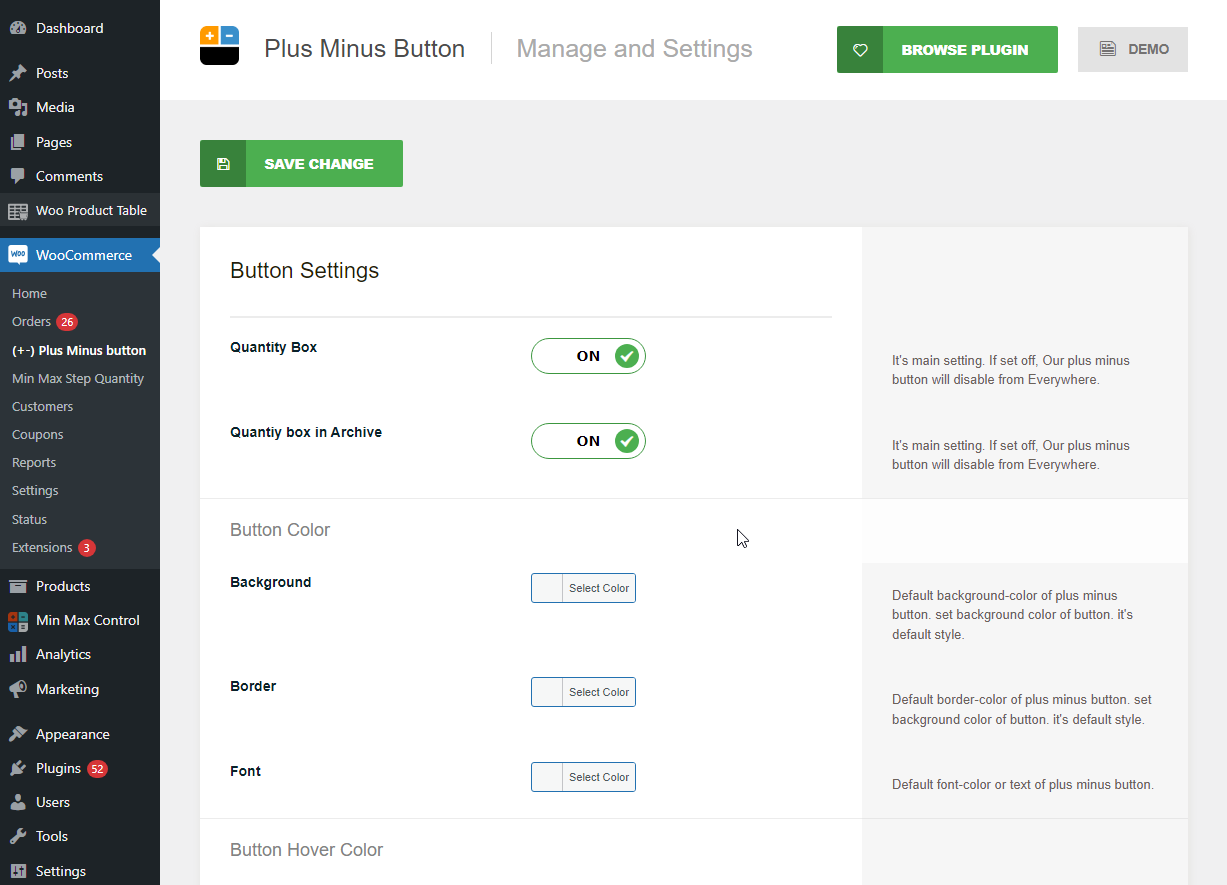 Dashboard
Posts
Media
Pages
Comments
Woo Product Table
WooCommerce
Home
Orders 26
(+-) Plus Minus button
Min Max Step Quantity
Customers
Coupons
Reports
Settings
Status
Extensions 3
Products
Min Max Control
Analytics
Marketing
Appearance
Plugins 52
Users
Tools
Settings
Plus Minus Button
Manage and Settings
BROWSE PLUGIN
DEMO
SAVE CHANGE
Button Settings
Quantity Box
ON
It's main setting. If set off, Our plus minus
button will disable from Everywhere.
Quantiy box in Archive
ON
It's main setting. If set off, Our plus minus
button will disable from Everywhere.
Button Color
Background
Select Color
Default background-color of plus minus
button. set background color of button. it's
default style.
Border
Select Color
Default border-color of plus minus button. set
background color of button. it's default style.
Font
Select Color
Default font-color or text of plus minus button.
Button Hover Color